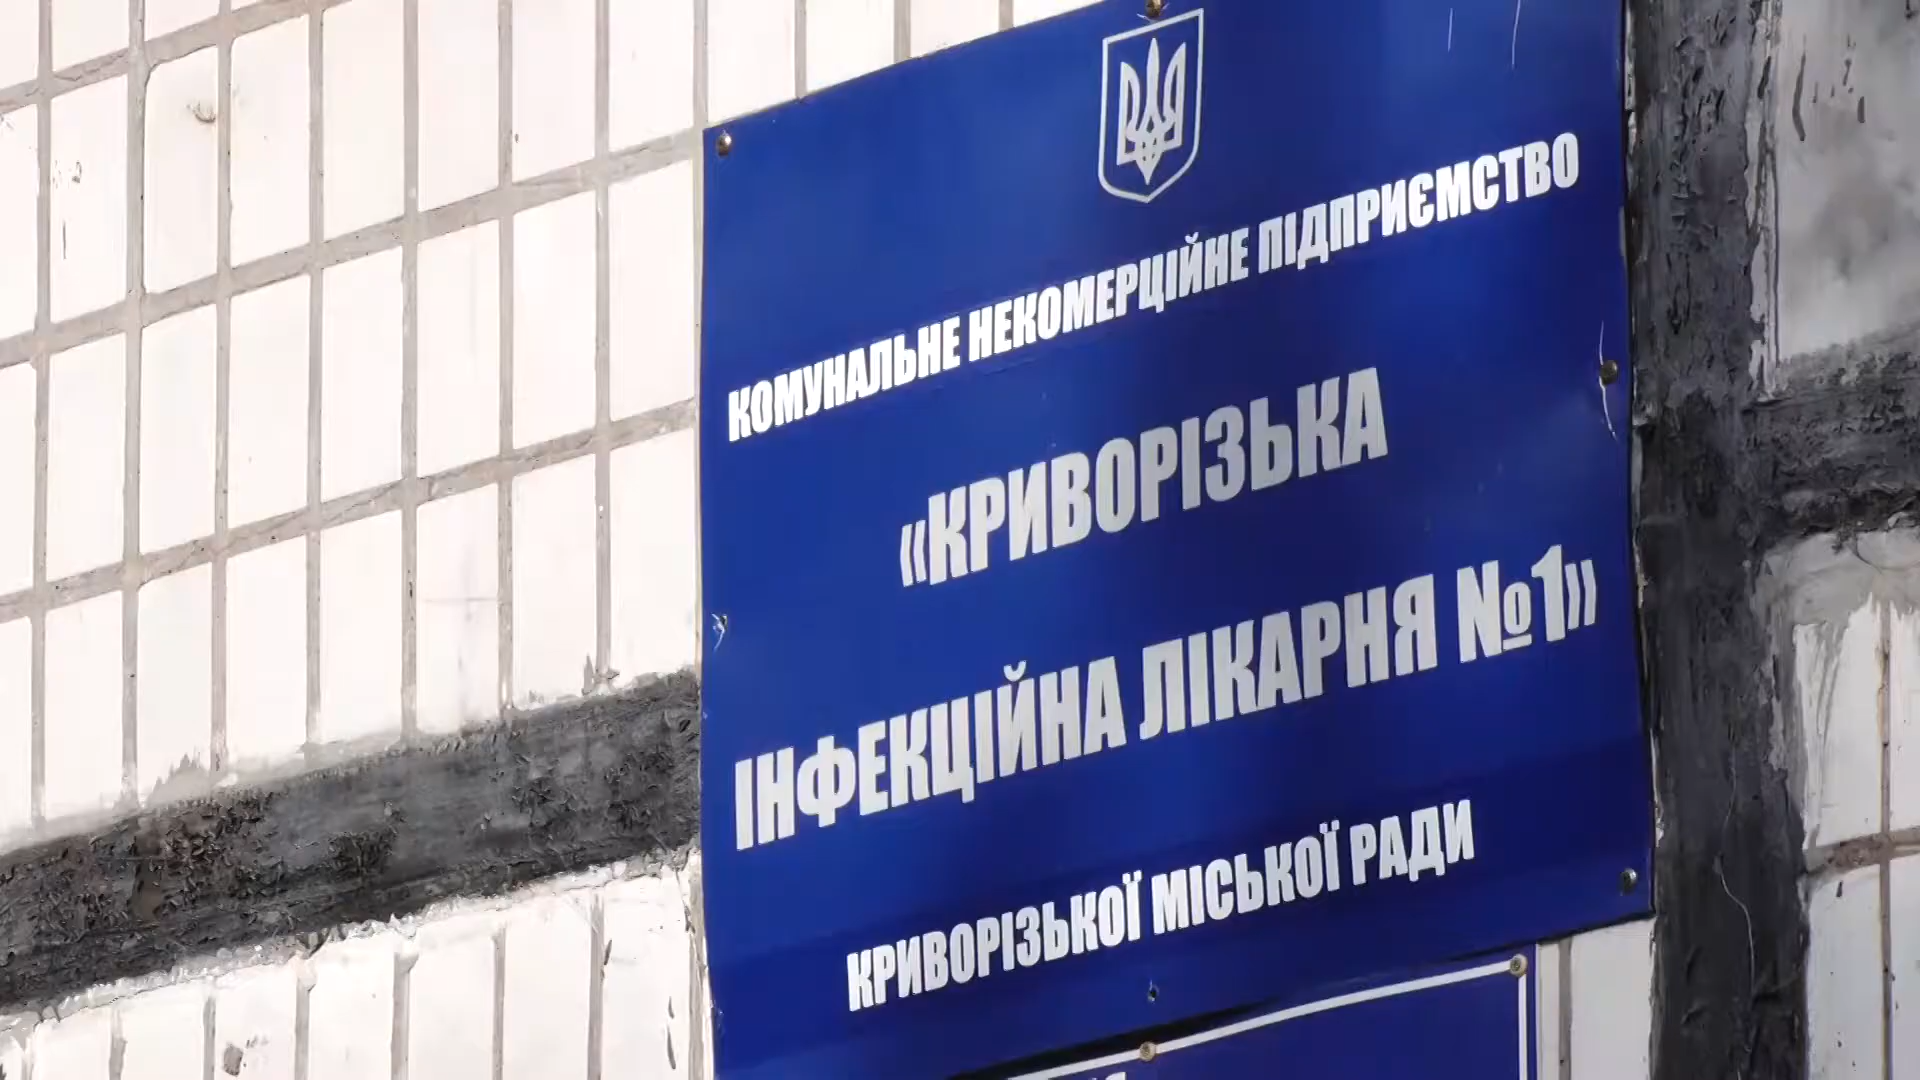 КОМУНАЛЬНЕ НЕКОМЕРЦІЙНЕ ПІДПРИЄМСТВО
«КРИВОРІЗЬКА
ІНФЕКЦІЙНА ЛІКАРНЯ №1»
КРИВОРІЗЬКОЇ МІСЬКОЇ РАДИ